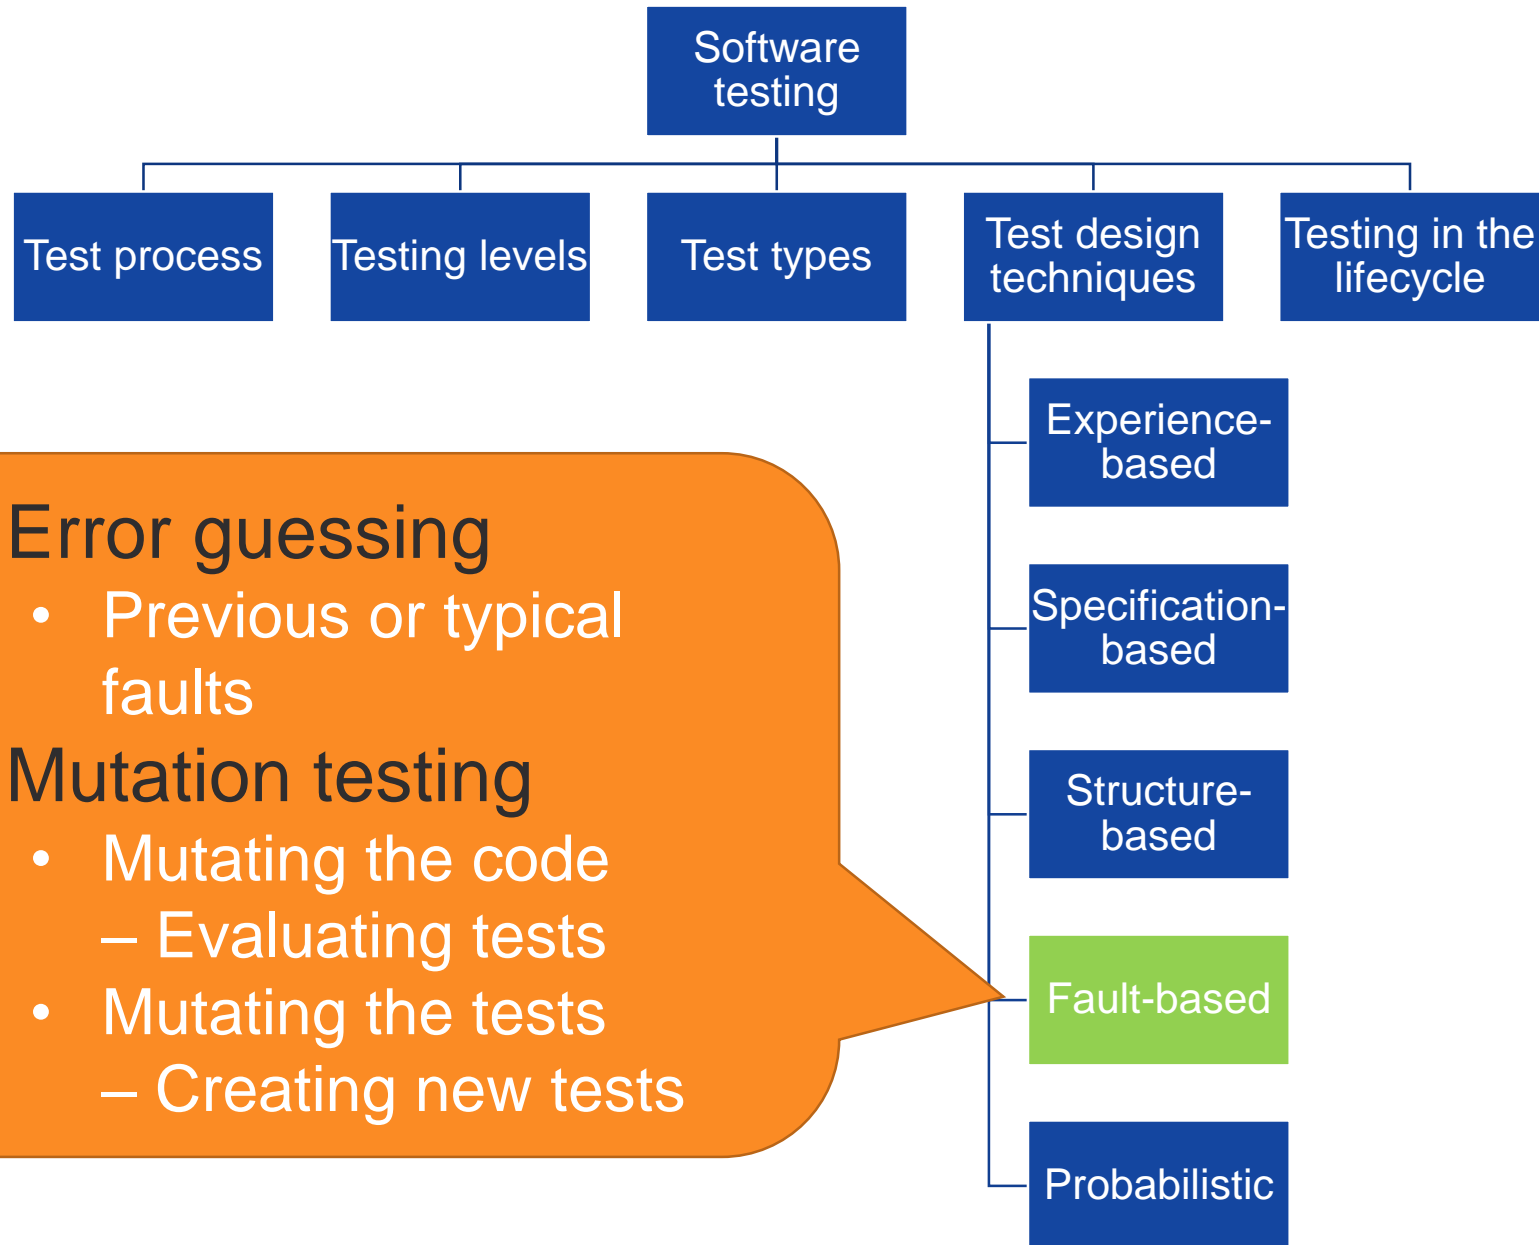 Software
testing
Test process
Testing levels
Test types
Test design
techniques
Testing in the
lifecycle
Experience-
based
Specification-
based
Structure-
based
Fault-based
Probabilistic
Error guessing
• Previous or typical
faults
Mutation testing
• Mutating the code
– Evaluating tests
• Mutating the tests
– Creating new tests